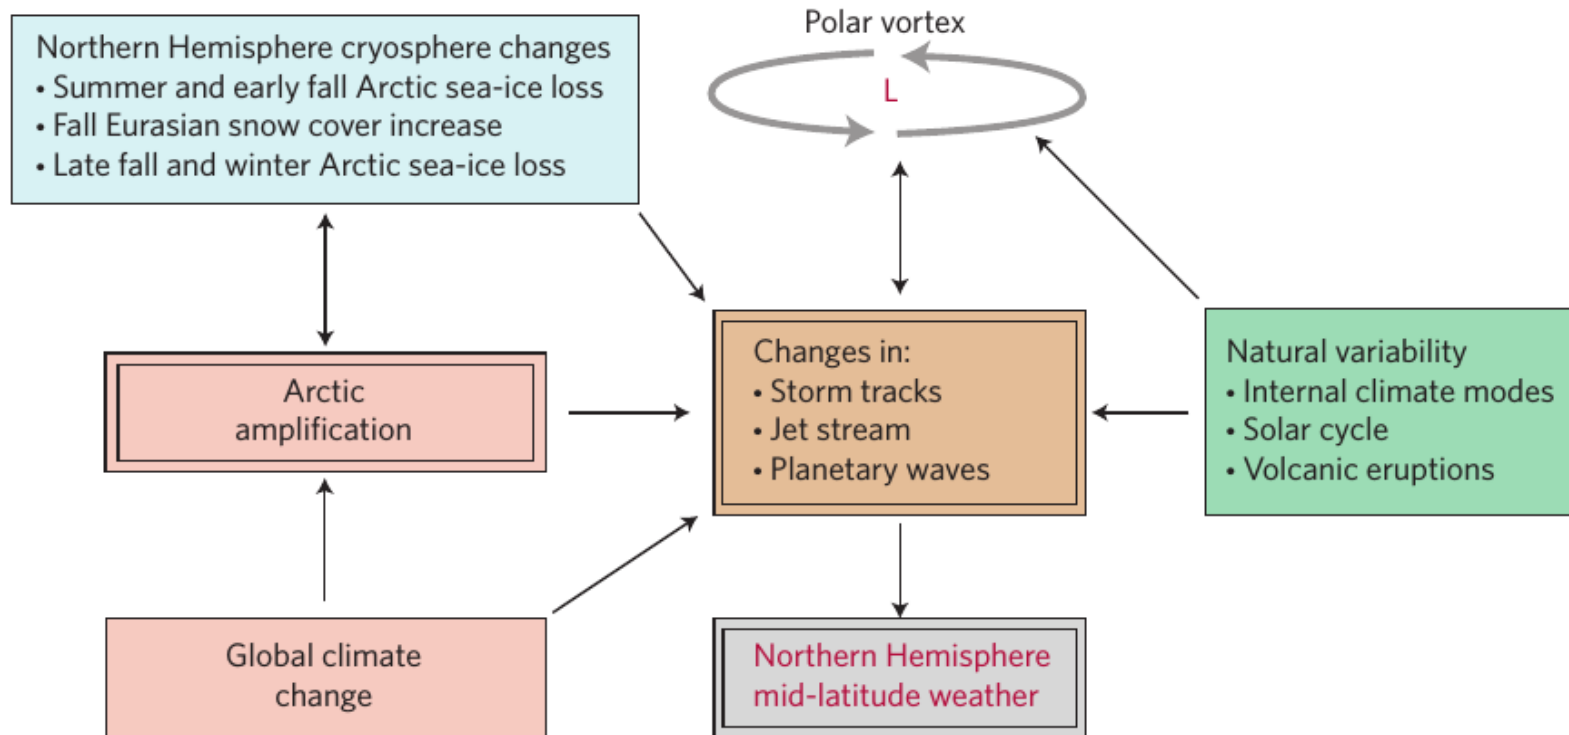 Northern Hemisphere cryosphere changes
• Summer and early fall Arctic sea-ice loss
• Fall Eurasian snow cover increase
• Late fall and winter Arctic sea-ice loss
Polar vortex
L
Arctic
amplification
Changes in:
• Storm tracks
• Jet stream
• Planetary waves
Natural variability
• Internal climate modes
• Solar cycle
• Volcanic eruptions
Global climate
change
Northern Hemisphere
mid-latitude weather